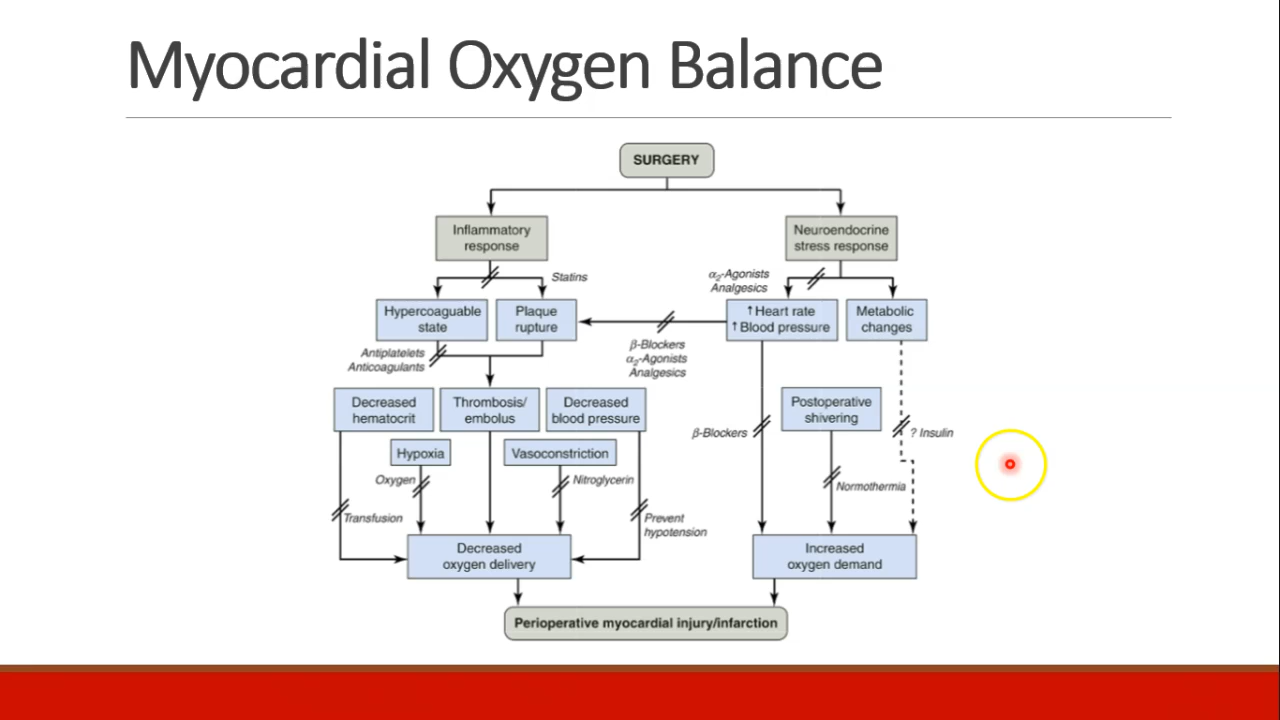 Myocardial Oxygen Balance
SURGERY
Inflammatory
response
Neuroendocrine
stress response
Statins
α2-Agonists
Analgesics
Hypercoaguable
state
Plaque
rupture
↑Heart rate
↑Blood pressure
Metabolic
changes
β-Blockers
α2-Agonists
Analgesics
Antiplatelets
Anticoagulants
Decreased
hematocrit
Thrombosis/
embolus
Decreased
blood pressure
Postoperative
shivering
β-Blockers
? Insulin
Hypoxia
Vasoconstriction
Oxygen
Nitroglycerin
Normothermia
Transfusion
Prevent
hypotension
Decreased
oxygen delivery
Increased
oxygen demand
Perioperative myocardial injury/infarction